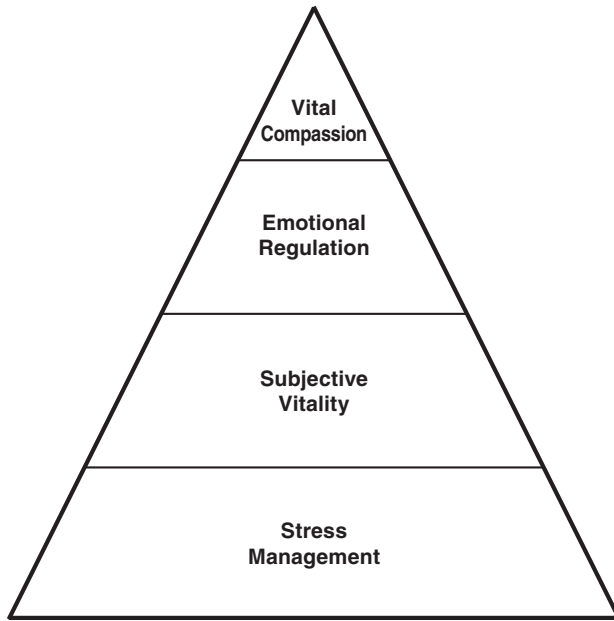 Vital
Compassion
Emotional
Regulation
Subjective
Vitality
Stress
Management